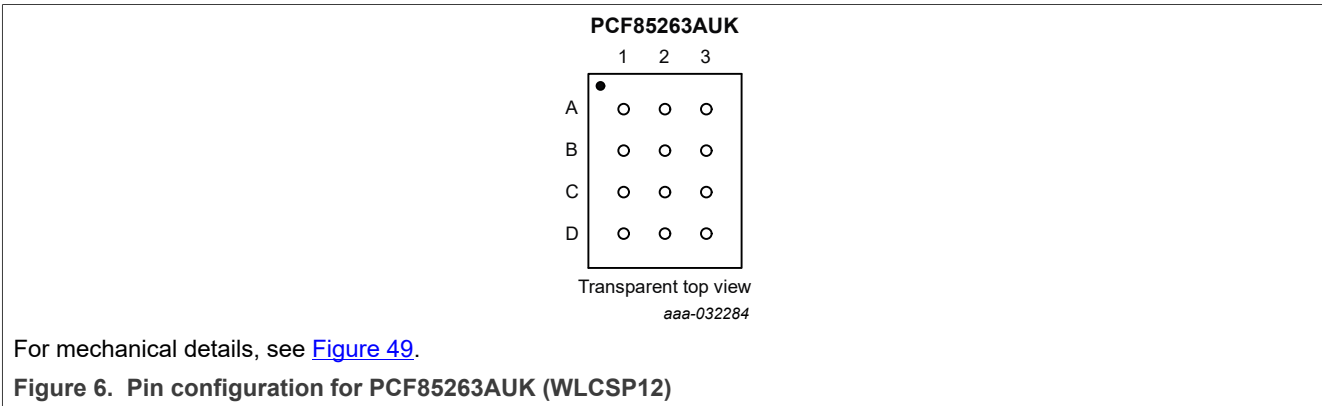 PCF85263AUK
1 2 3
A
B
C
D
Transparent top view
aaa-032284
For mechanical details, see Figure 49.
Figure 6. Pin configuration for PCF85263AUK (WLCSP12)